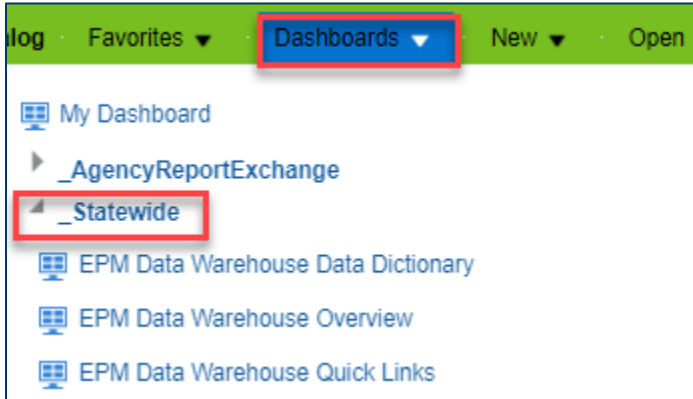 Favorites Dashboards New Open
My Dashboard
_AgencyReportExchange
_Statewide
EPM Data Warehouse Data Dictionary
EPM Data Warehouse Overview
EPM Data Warehouse Quick Links